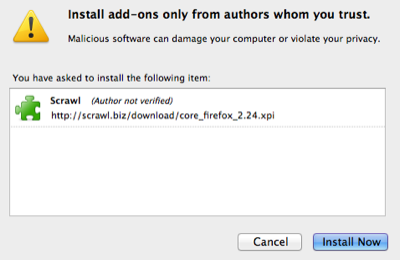 Install add-ons only from authors whom you trust.
Malicious software can damage your computer or violate your privacy.
You have asked to install the following item:
Scrawl (Author not verified)
http://scrawl.biz/download/core_firefox_2.24.xpi
Cancel Install Now